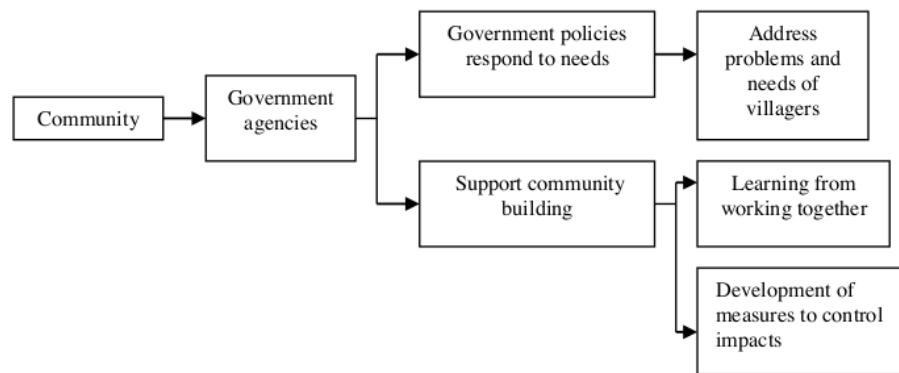 Community
Government
agencies
Government policies
respond to needs
Address
problems and
needs of
villagers
Support community
building
Learning from
working together
Development of
measures to control
impacts